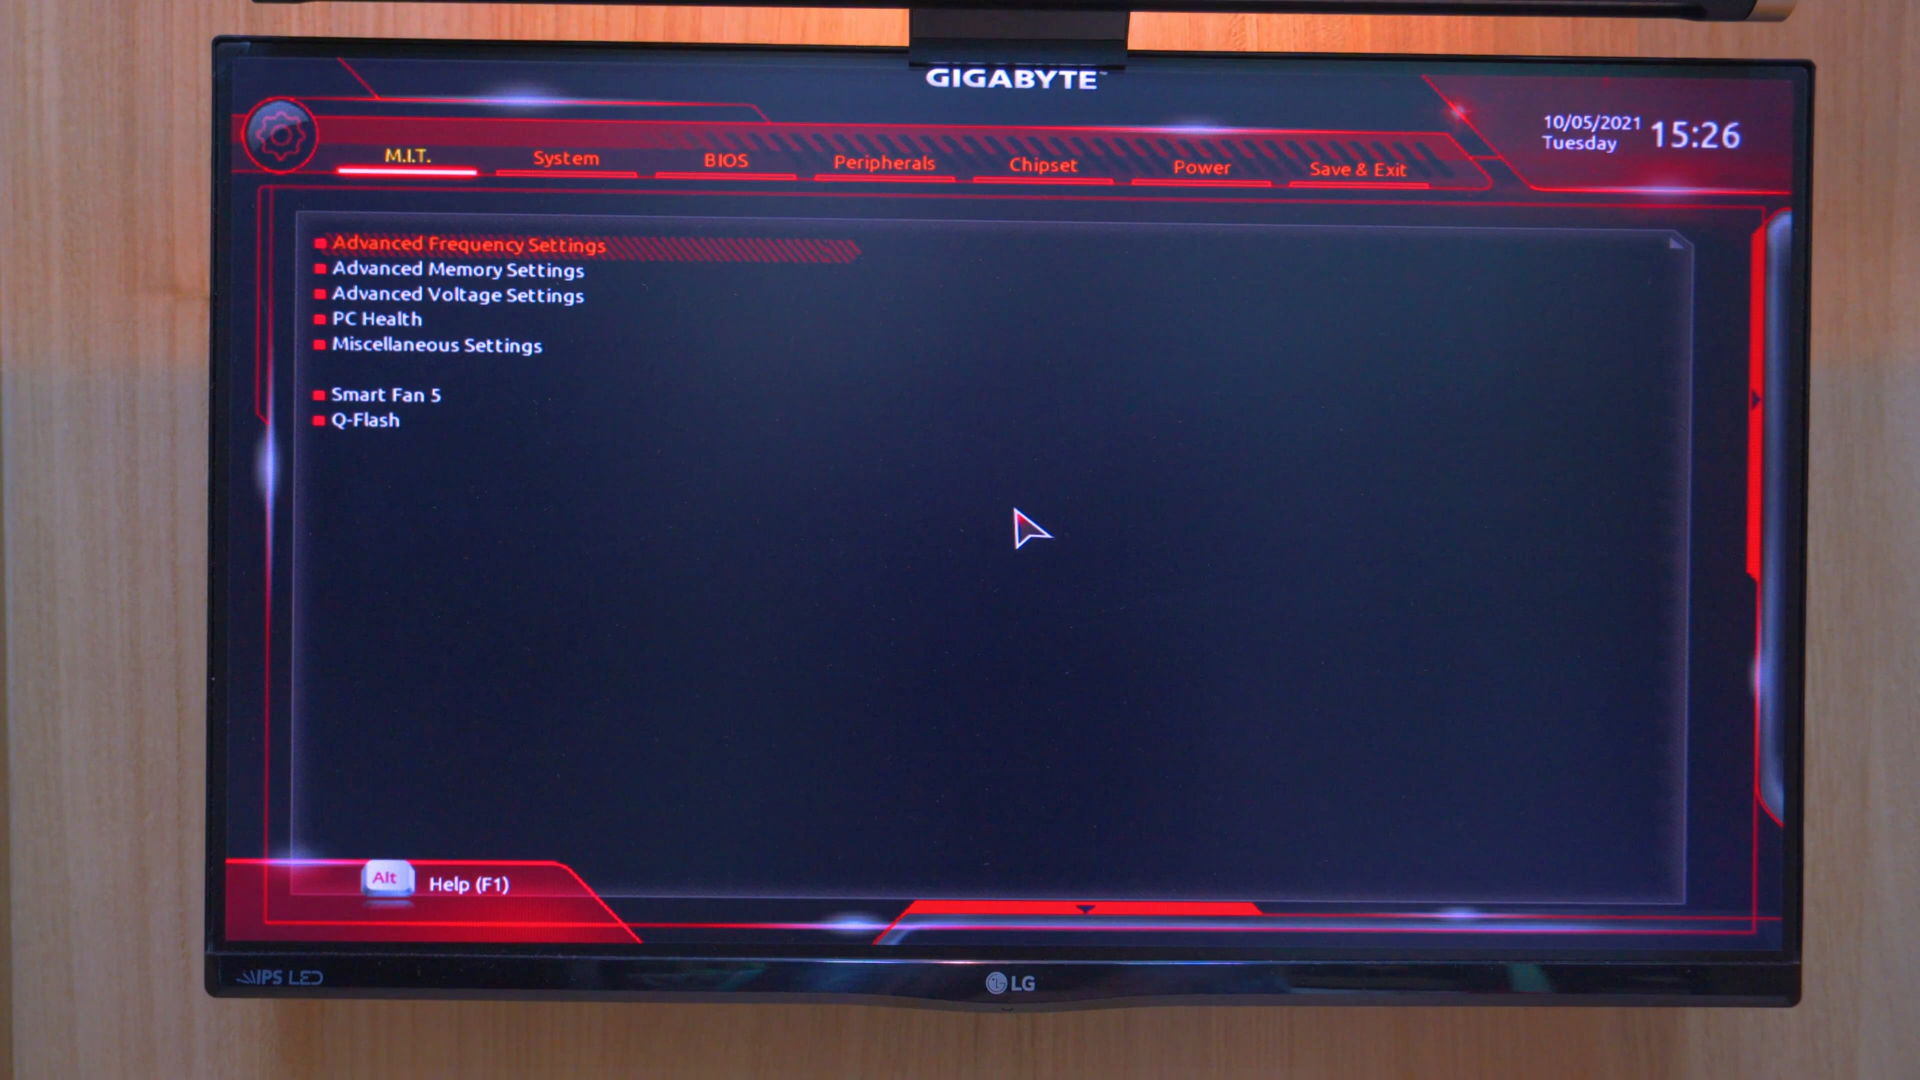 GIGABYTE™
10/05/2021
Tuesday
15:26
M.I.T.
System
BIOS
Peripherals
Chipset
Power
Save & Exit
Advanced Frequency Settings
Advanced Memory Settings
Advanced Voltage Settings
PC Health
Miscellaneous Settings
Smart Fan 5
Q-Flash
Alt
Help (F1)
IPS LED
LG